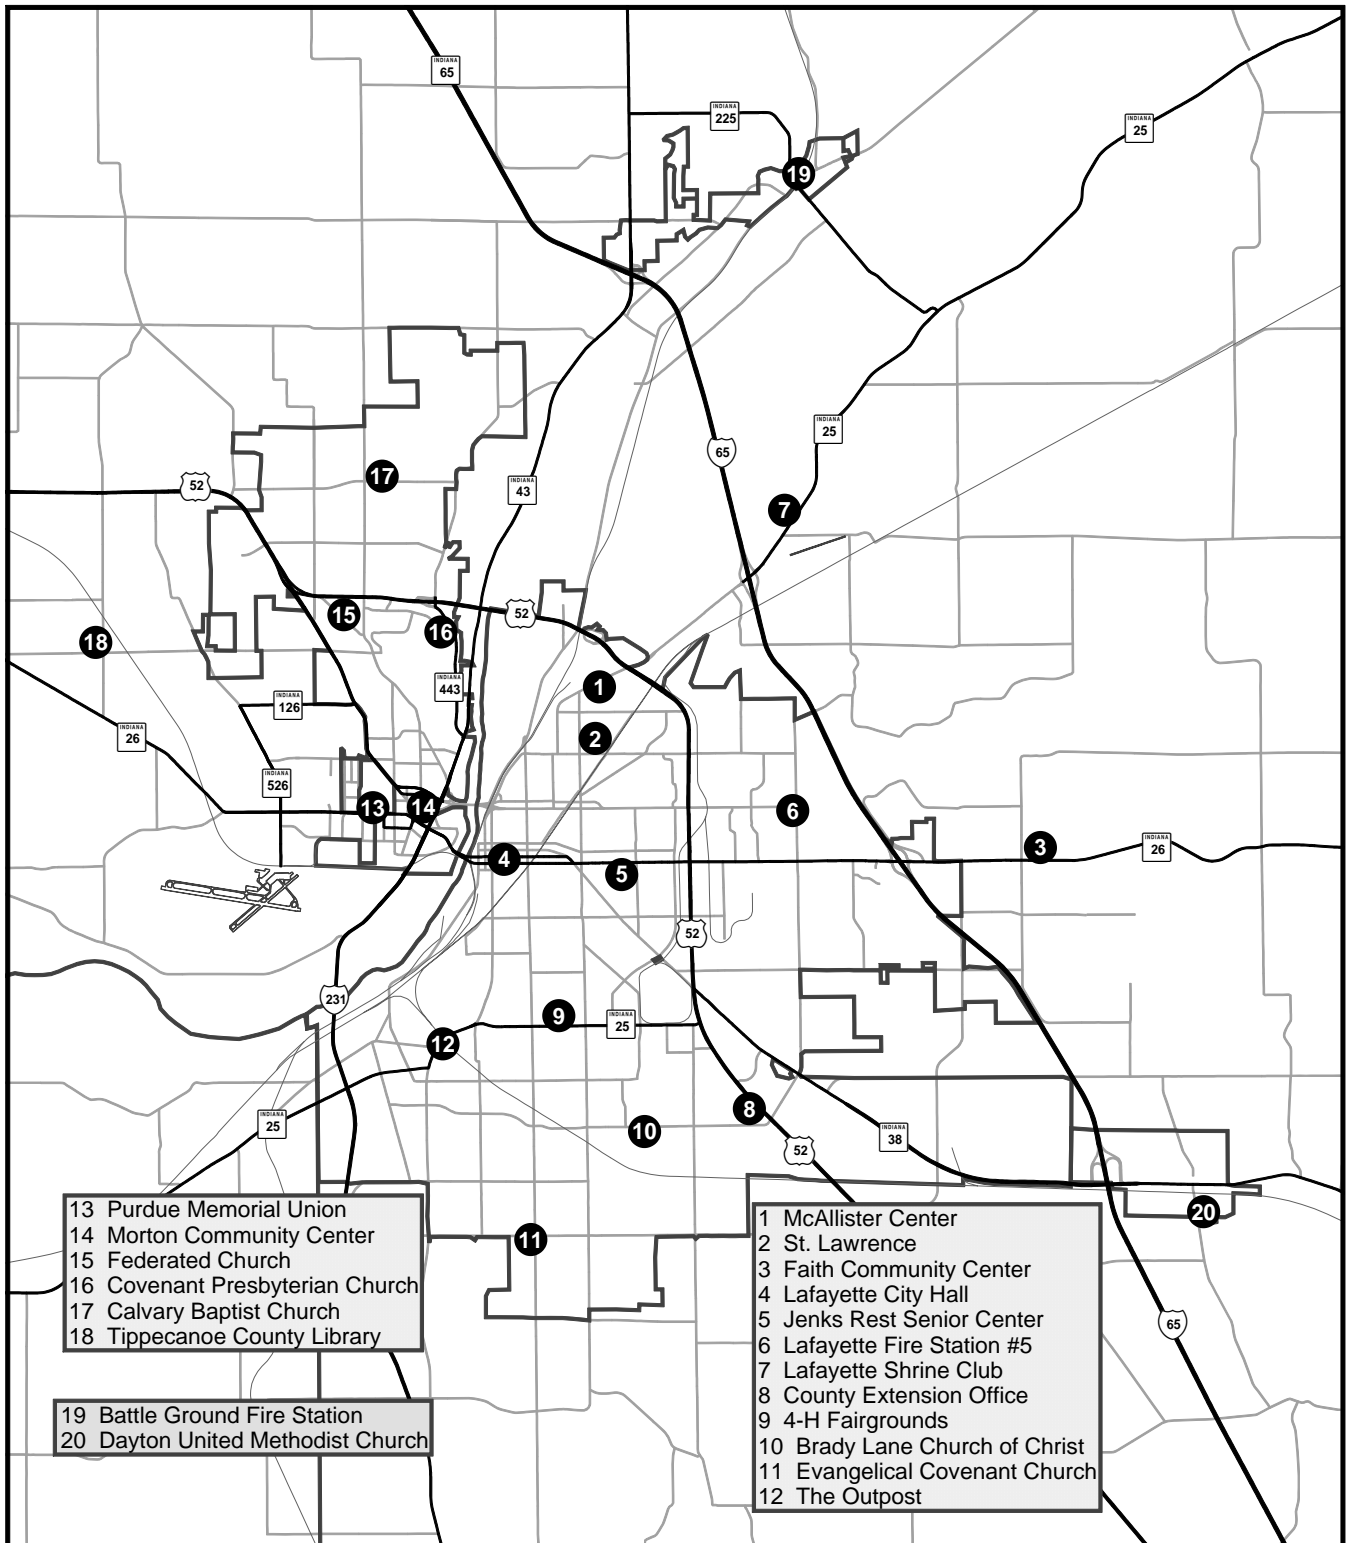 INDIANA
65
INDIANA
225
INDIANA
25
19
INDIANA
25
65
17
52
INDIANA
43
7
15
52
16
18
INDIANA
443
1
INDIANA
126
INDIANA
26
2
INDIANA
526
13
14
6
3
INDIANA
26
4
5
52
231
9
INDIANA
25
12
8
INDIANA
25
10
INDIANA
38
52
20
11
65
13 Purdue Memorial Union
14 Morton Community Center
15 Federated Church
16 Covenant Presbyterian Church
17 Calvary Baptist Church
18 Tippecanoe County Library
19 Battle Ground Fire Station
20 Dayton United Methodist Church
1 McAllister Center
2 St. Lawrence
3 Faith Community Center
4 Lafayette City Hall
5 Jenks Rest Senior Center
6 Lafayette Fire Station #5
7 Lafayette Shrine Club
8 County Extension Office
9 4-H Fairgrounds
10 Brady Lane Church of Christ
11 Evangelical Covenant Church
12 The Outpost